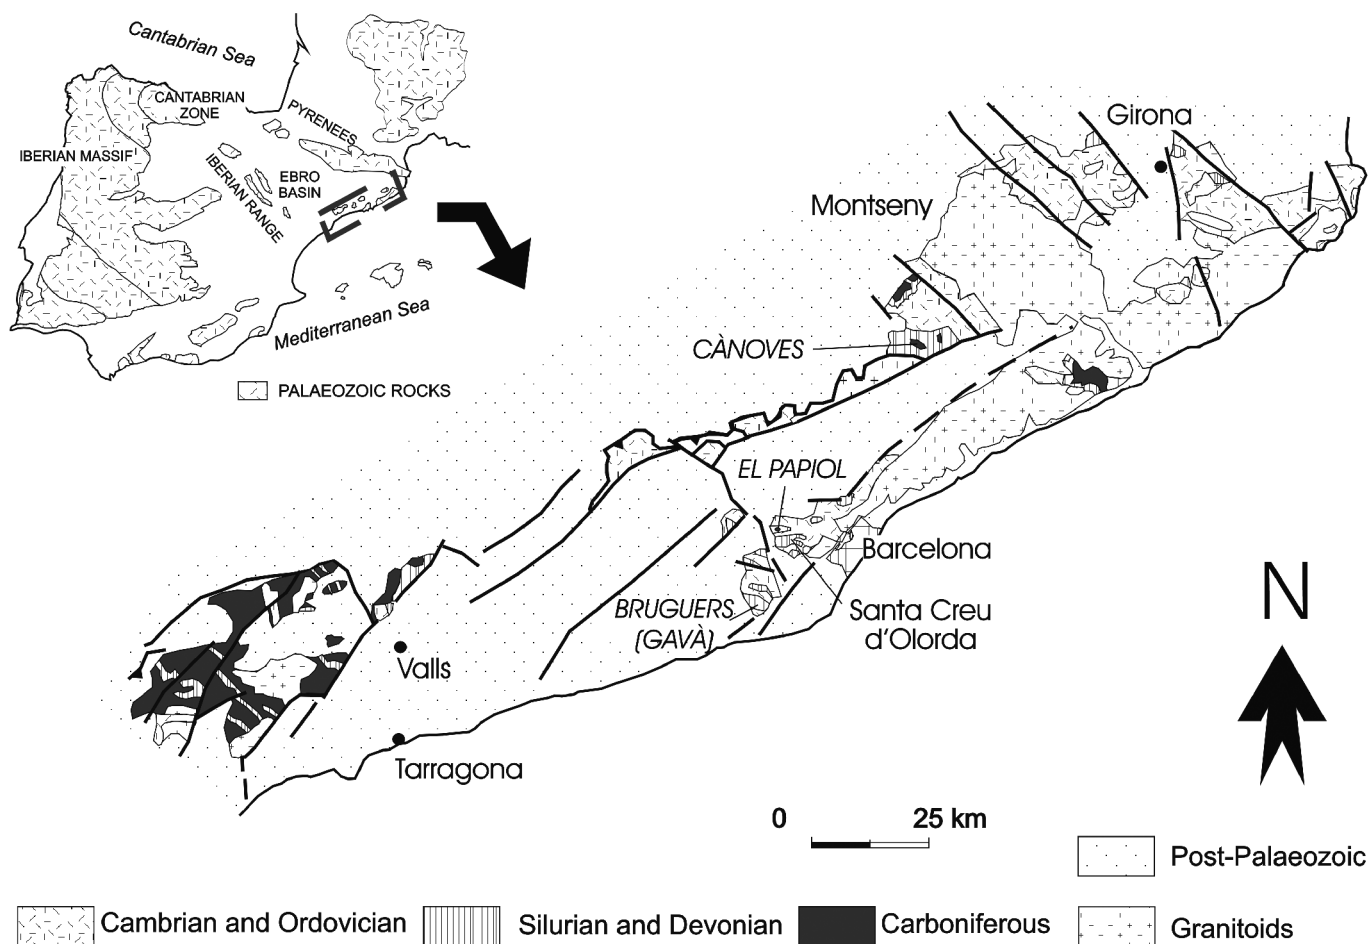 Cantabrian Sea
CANTABRIAN
ZONE
PYRENEES
IBERIAN MASSIF
IBERIAN RANGE
EBRO
BASIN
Mediterranean Sea
PALAEOZOIC ROCKS
Girona
Montseny
CÀNOVES
EL PAPIOL
Barcelona
BRUGUERS
(GAVÀ)
Santa Creu
d'Olorda
Valls
Tarragona
N
0 25 km
Post-Palaeozoic
Cambrian and Ordovician
Silurian and Devonian
Carboniferous
Granitoids